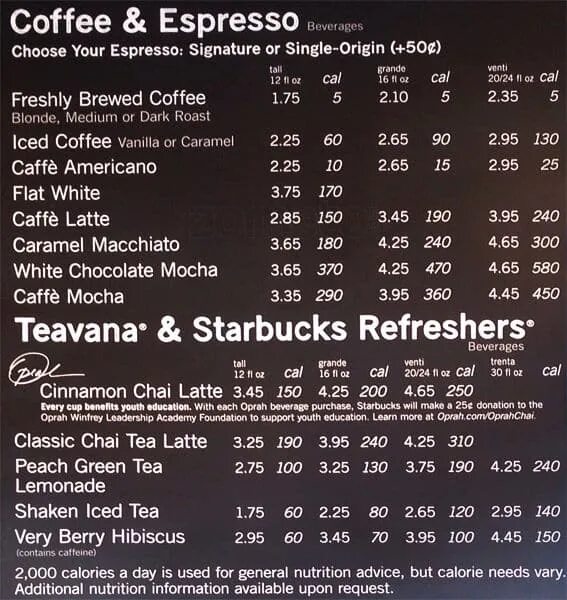 Coffee & Espresso Beverages
Choose Your Espresso: Signature or Single-Origin (+50¢)
tall grande venti
12 fl oz cal 16 fl oz cal 20/24 fl oz cal
Freshly Brewed Coffee 1.75 5 2.10 5 2.35 5
Blonde, Medium or Dark Roast
Iced Coffee Vanilla or Caramel 2.25 60 2.65 90 2.95 130
Caffè Americano 2.25 10 2.65 15 2.95 25
Flat White 3.75 170
Caffè Latte 2.85 150 3.45 190 3.95 240
Caramel Macchiato 3.65 180 4.25 240 4.65 300
White Chocolate Mocha 3.65 370 4.25 470 4.65 580
Caffè Mocha 3.35 290 3.95 360 4.45 450
Teavana® & Starbucks Refreshers®
Beverages
tall grande venti trenta
12 fl oz cal 16 fl oz cal 20/24 fl oz cal 30 fl oz cal
Oprah
Cinnamon Chai Latte 3.45 150 4.25 200 4.65 250
Every cup benefits youth education. With each Oprah beverage purchase, Starbucks will make a 25¢ donation to the
Oprah Winfrey Leadership Academy Foundation to support youth education. Learn more at Oprah.com/OprahChai.
Classic Chai Tea Latte 3.25 190 3.95 240 4.25 310
Peach Green Tea 2.75 100 3.25 130 3.75 190 4.25 240
Lemonade
Shaken Iced Tea 1.75 60 2.25 80 2.65 120 2.95 140
Very Berry Hibiscus 2.95 60 3.45 70 3.95 100 4.45 150
(contains caffeine)
2,000 calories a day is used for general nutrition advice, but calorie needs vary.
Additional nutrition information available upon request.